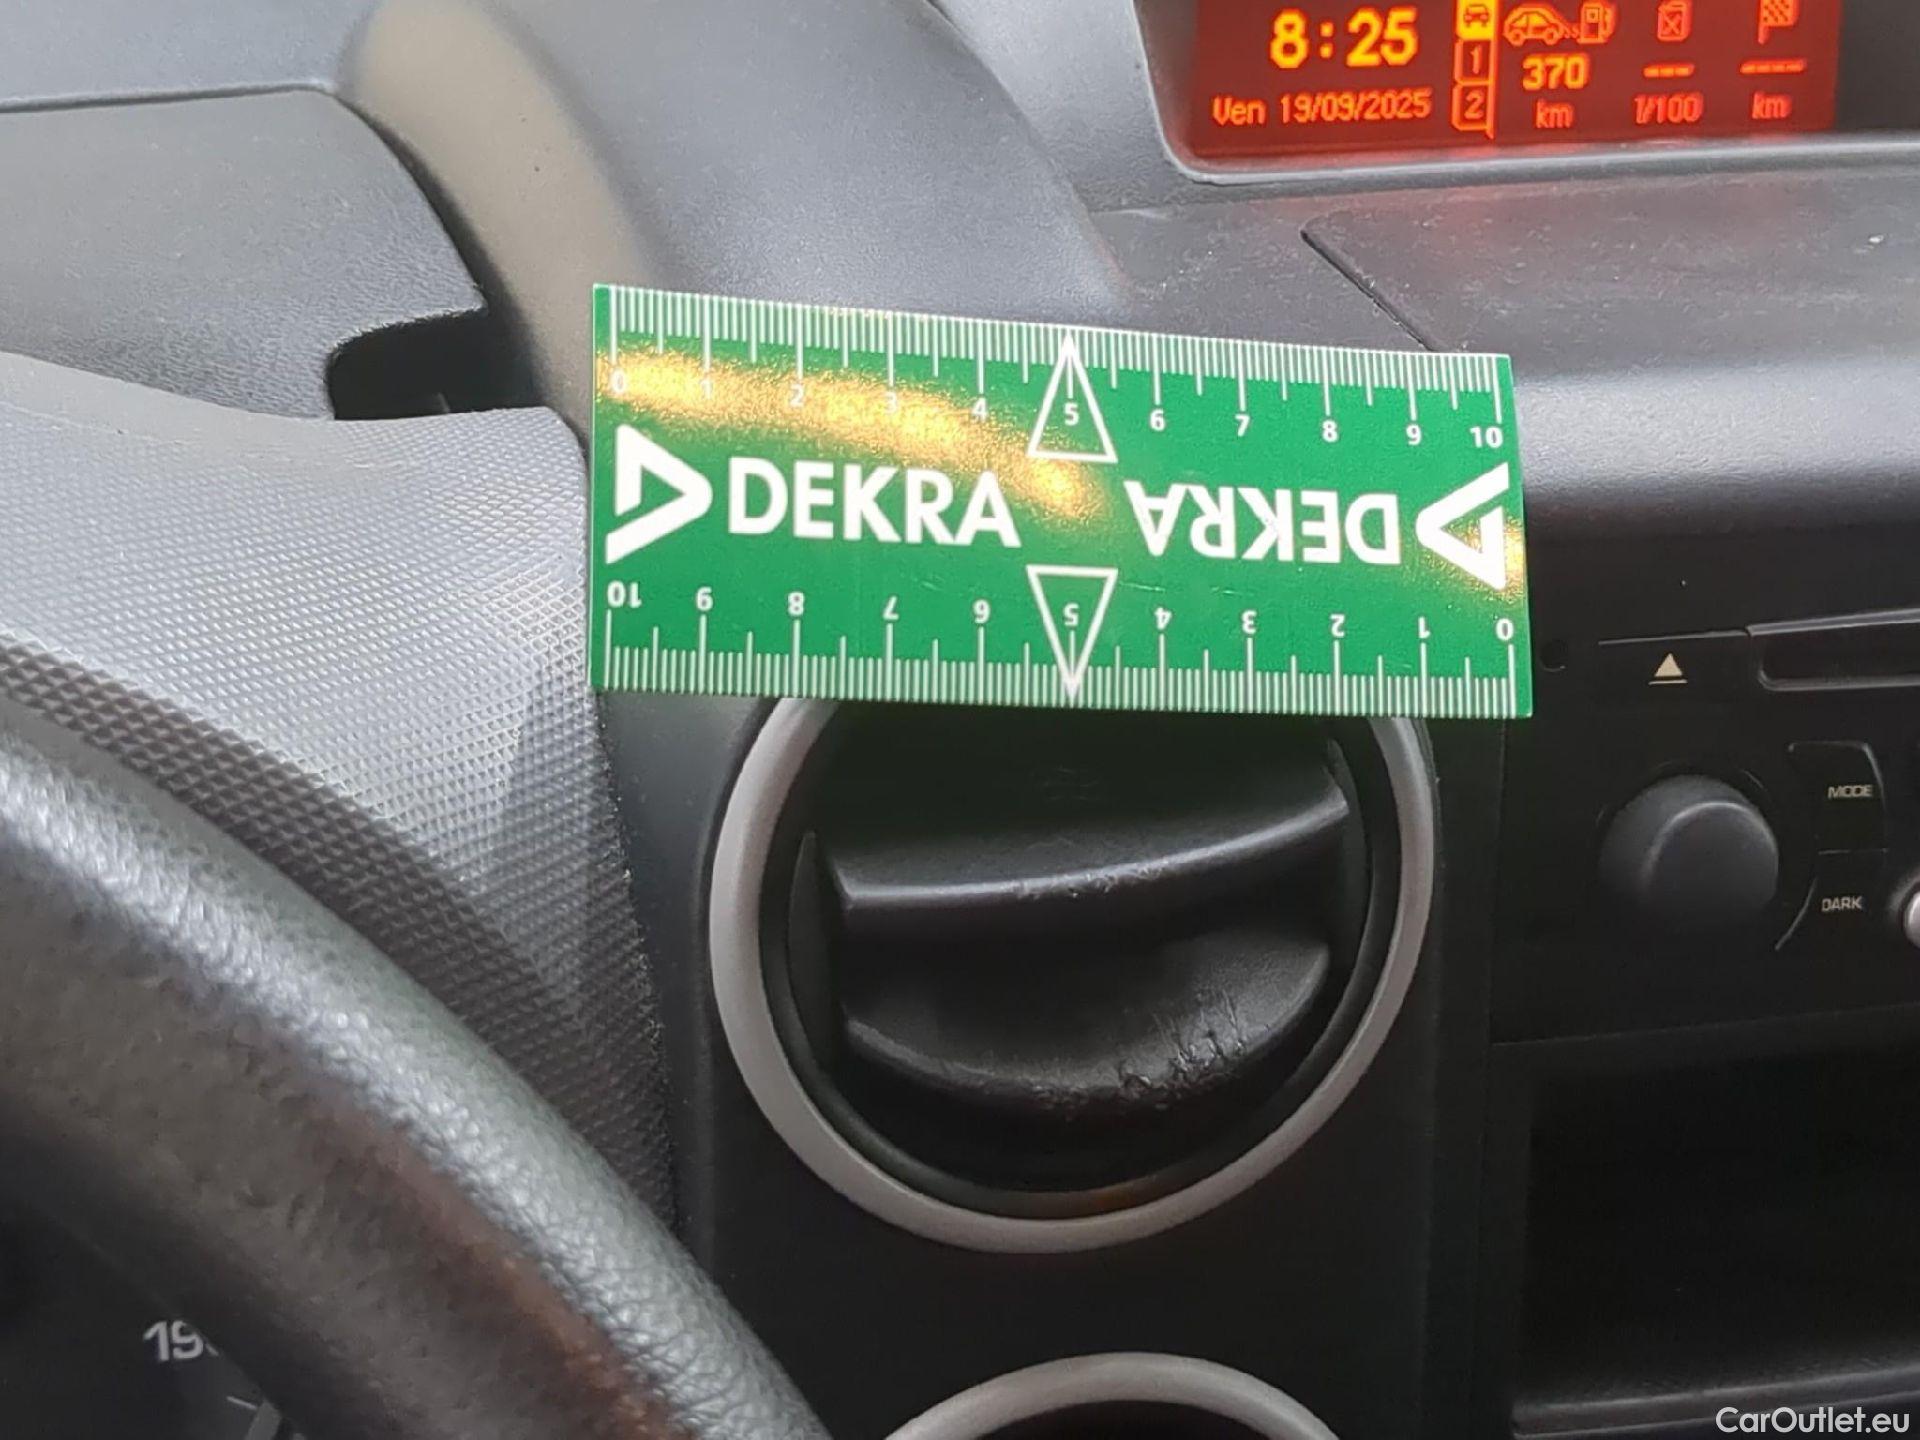 8:25
Ven 19/09/2025
1
2
370
km
---
1/100
----
km
0 1 2 3 4 5 6 7 8 9 10
DEKRA DEKRA
10 9 8 7 6 5 4 3 2 1 0
MODE
DARK
CarOutlet.eu